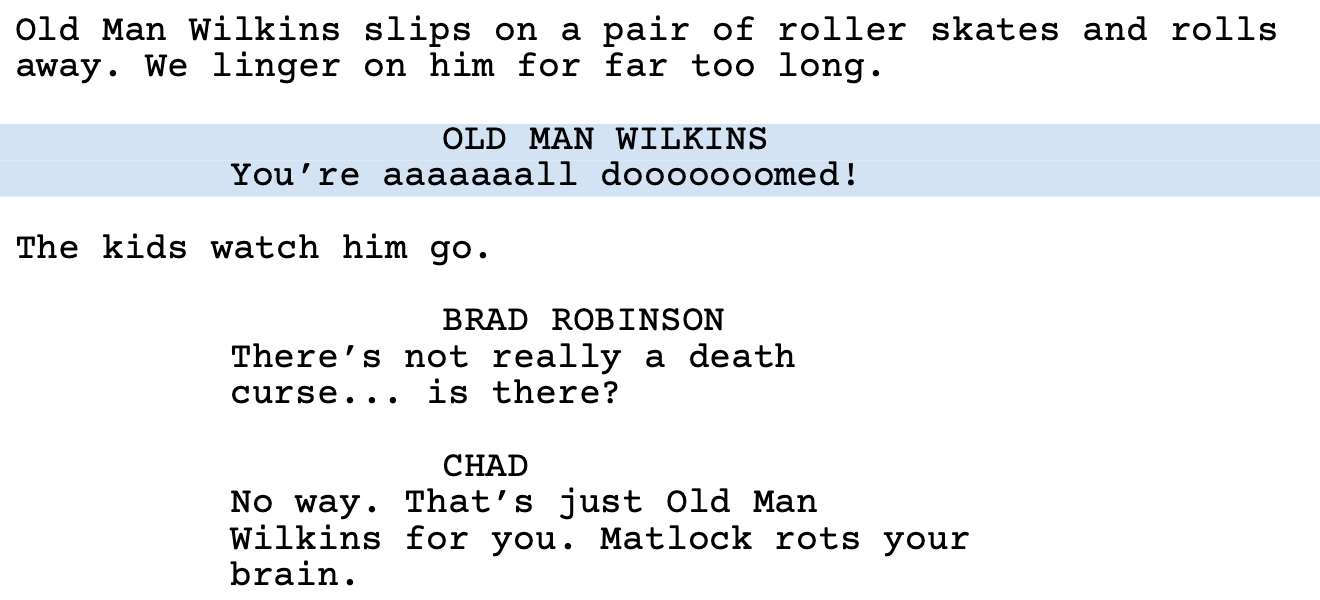 Old Man Wilkins slips on a pair of roller skates and rolls
away. We linger on him for far too long.
OLD MAN WILKINS
You’re aaaaaaall dooooooomed!
The kids watch him go.
BRAD ROBINSON
There’s not really a death
curse... is there?
CHAD
No way. That’s just Old Man
Wilkins for you. Matlock rots your
brain.